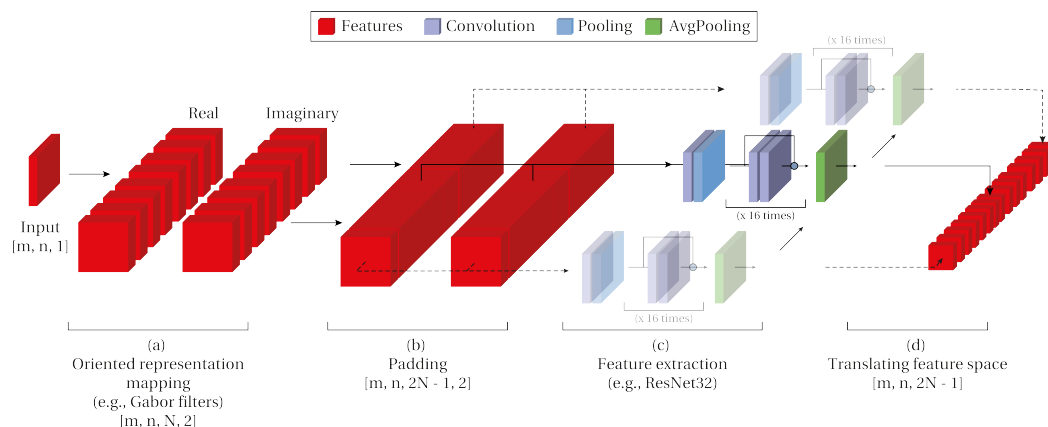 Features
Convolution
Pooling
AvgPooling
(x 16 times)
Real
Imaginary
Input
[m, n, 1]
(x 16 times)
(x 16 times)
(a)
Oriented representation
mapping
(e.g., Gabor filters)
[m, n, N, 2]
(b)
Padding
[m, n, 2N - 1, 2]
(c)
Feature extraction
(e.g., ResNet32)
(d)
Translating feature space
[m, n, 2N - 1]